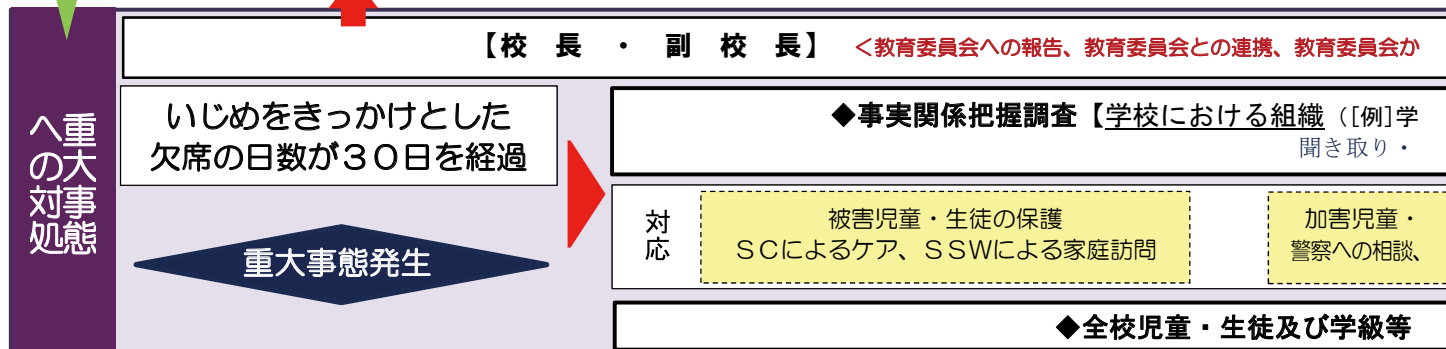 重大事態
への対処
【校　長　・　副　校　長】　＜教育委員会への報告、教育委員会との連携、教育委員会か
いじめをきっかけとした
欠席の日数が３０日を経過
重大事態発生
◆事実関係把握調査【学校における組織（[例]学
聞き取り・
対応
被害児童・生徒の保護
ＳＣによるケア、ＳＳＷによる家庭訪問
加害児童・
警察への相談、
◆全校児童・生徒及び学級等